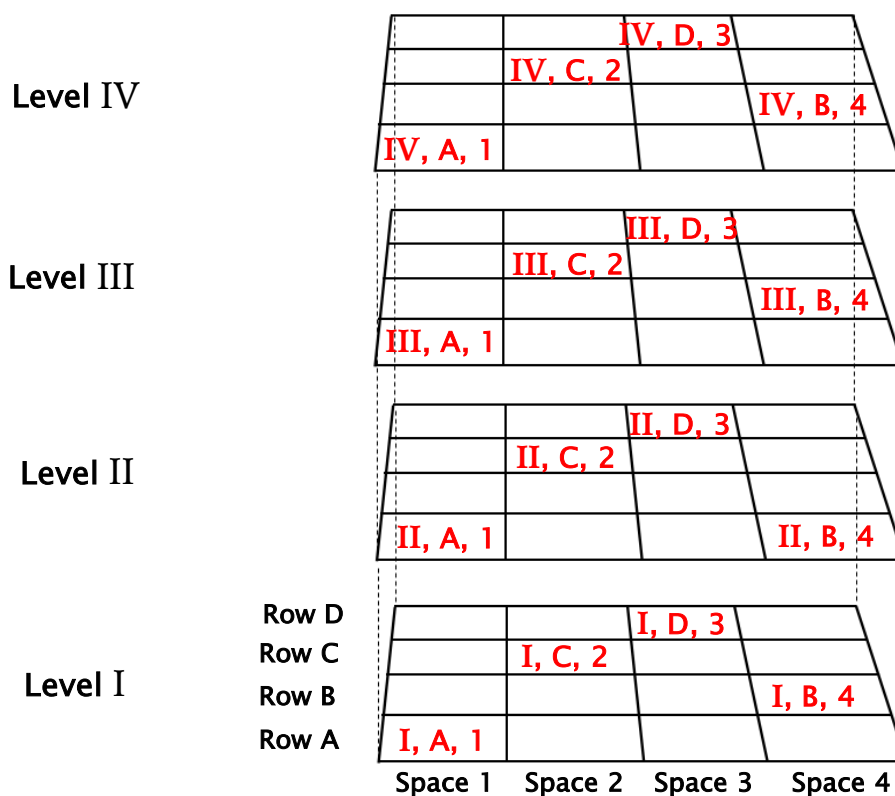 IV, D, 3
IV, C, 2
Level IV
IV, B, 4
IV, A, 1
III, D, 3
III, C, 2
Level III
III, B, 4
III, A, 1
II, D, 3
II, C, 2
Level II
II, A, 1
II, B, 4
Row D
I, D, 3
Row C
I, C, 2
Level I
Row B
I, B, 4
Row A
I, A, 1
Space 1 Space 2 Space 3 Space 4